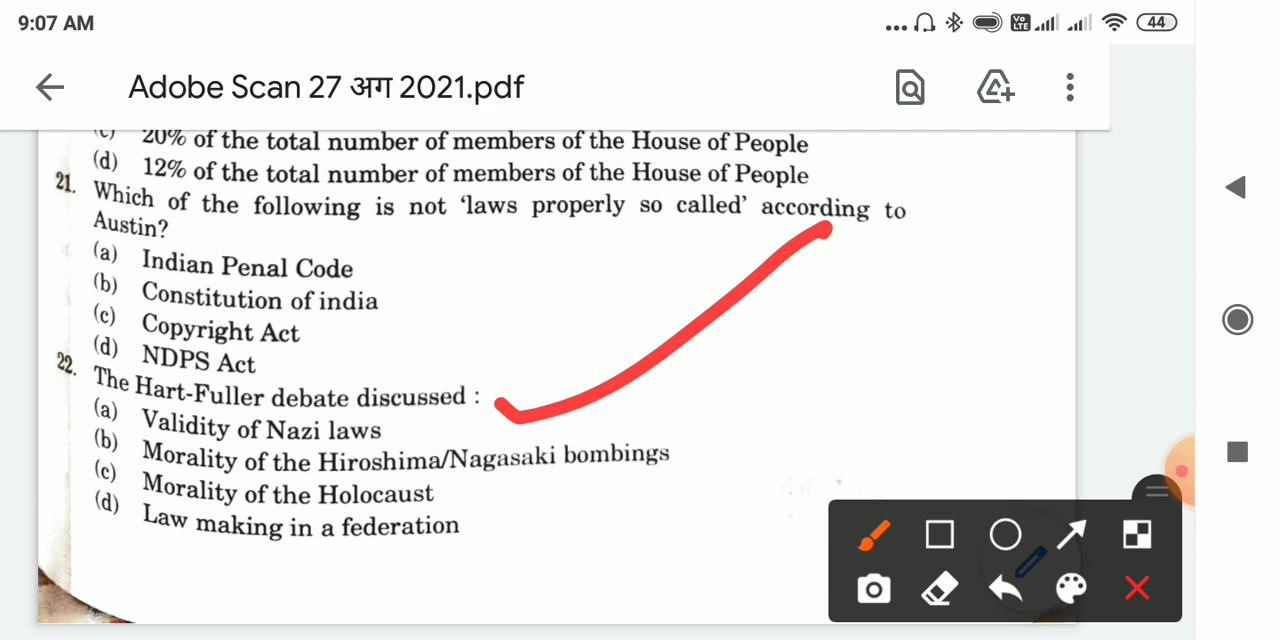 9:07 AM
Vo LTE
44
Adobe Scan 27 अग 2021.pdf
(c) 20% of the total number of members of the House of People
(d) 12% of the total number of members of the House of People
21. Which of the following is not 'laws properly so called' according to
Austin?
(a) Indian Penal Code
(b) Constitution of india
(c) Copyright Act
(d) NDPS Act
22. The Hart-Fuller debate discussed :
(a) Validity of Nazi laws
(b) Morality of the Hiroshima/Nagasaki bombings
(c) Morality of the Holocaust
(d) Law making in a federation